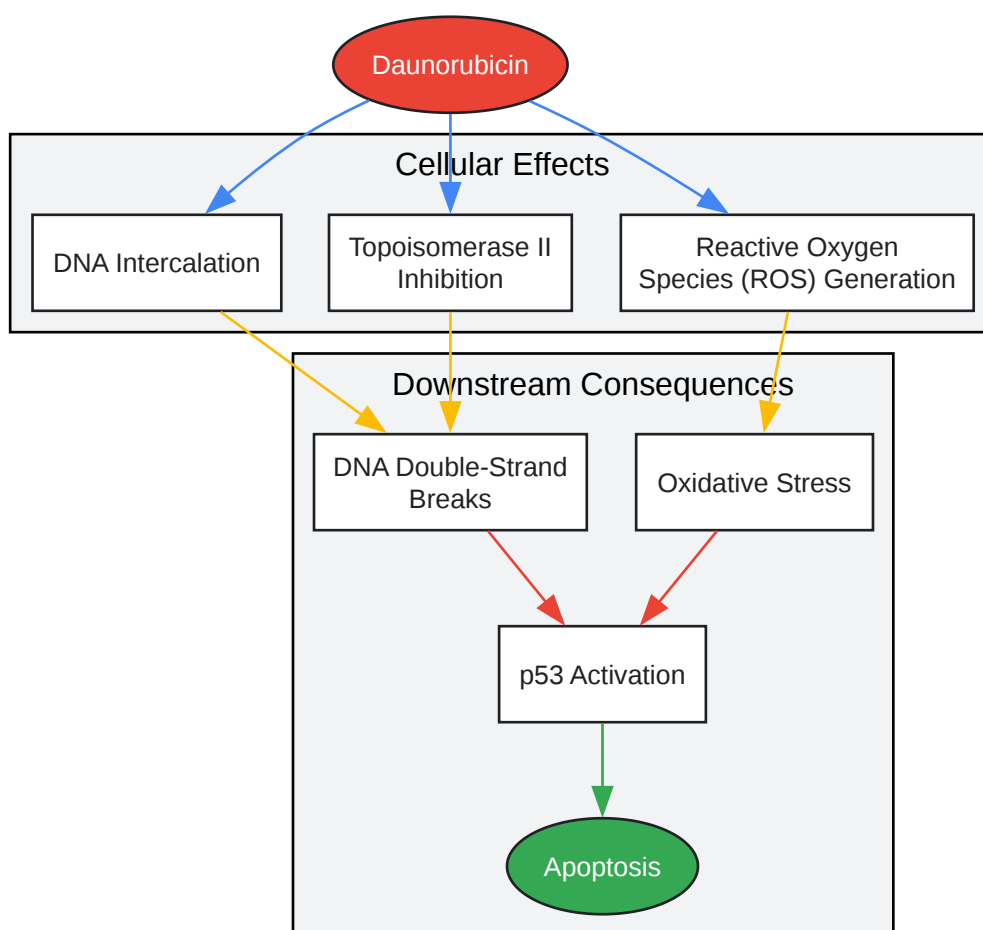 Daunorubicin
Cellular Effects
DNA Intercalation
Topoisomerase II
Inhibition
Reactive Oxygen
Species (ROS) Generation
Downstream Consequences
DNA Double-Strand
Breaks
Oxidative Stress
p53 Activation
Apoptosis